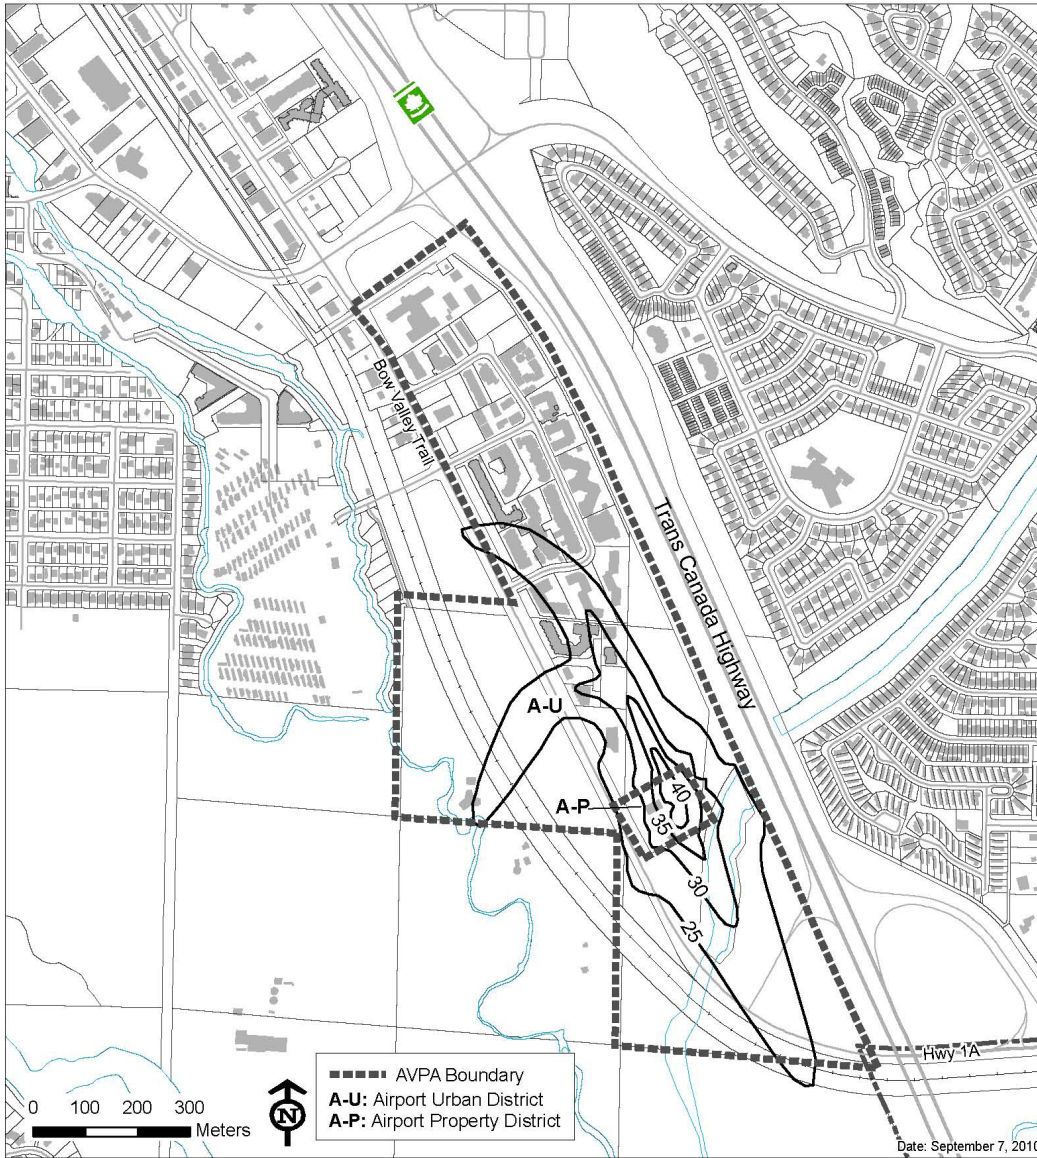 Bow Valley Trail
Trans Canada Highway
A-U
A-P
40
35
30
25
Hwy 1A
AVPA Boundary
A-U: Airport Urban District
A-P: Airport Property District
0 100 200 300
Meters
N
Date: September 7, 2010